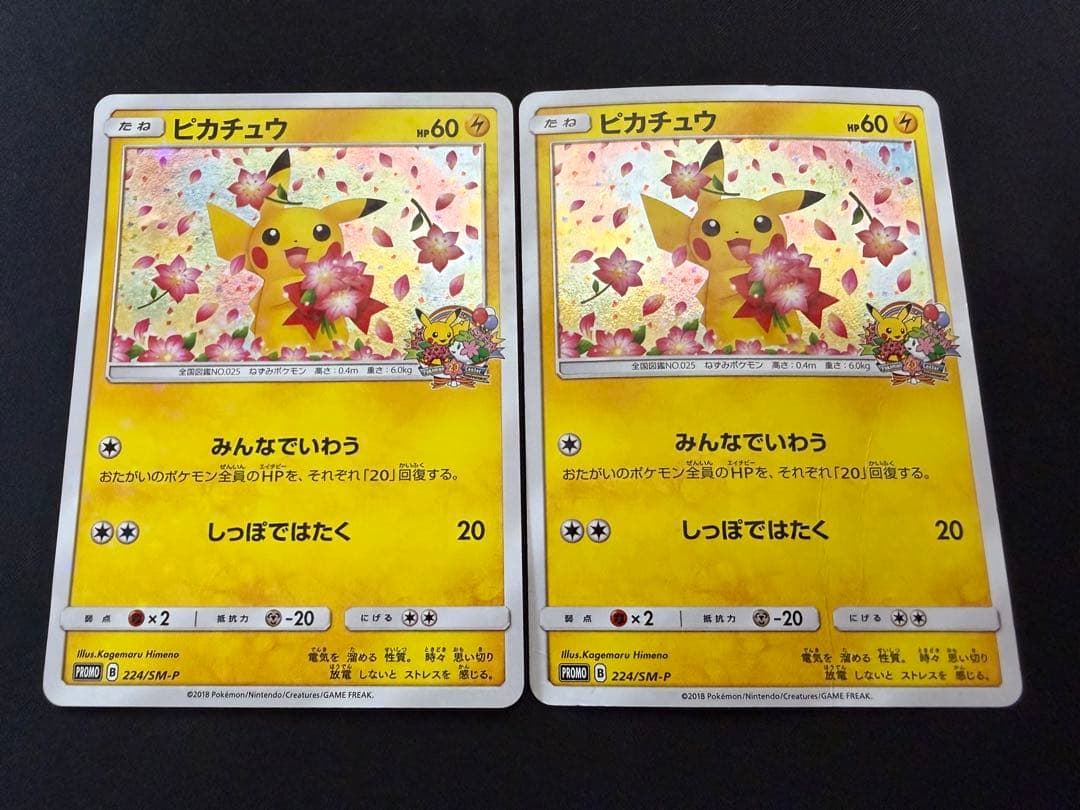 たね ピカチュウ HP60
全国図鑑NO.025 ねずみポケモン 高さ:0.4m 重さ:6.0kg
20
みんなでいわう
おたがいのポケモン全員のHPを、それぞれ「20」回復する。
しっぽではたく 20
弱点 ×2 抵抗力 -20 にげる
Illus.Kagemaru Himeno
電気を 溜める 性質。 時々 思い切り
放電 しないと ストレスを 感じる。
PROMO B 224/SM-P
©2018 Pokémon/Nintendo/Creatures/GAME FREAK.
たね ピカチュウ HP60
全国図鑑NO.025 ねずみポケモン 高さ:0.4m 重さ:6.0kg
20
みんなでいわう
おたがいのポケモン全員のHPを、それぞれ「20」回復する。
しっぽではたく 20
弱点 ×2 抵抗力 -20 にげる
Illus.Kagemaru Himeno
電気を 溜める 性質。 時々 思い切り
放電 しないと ストレスを 感じる。
PROMO B 224/SM-P
©2018 Pokémon/Nintendo/Creatures/GAME FREAK.